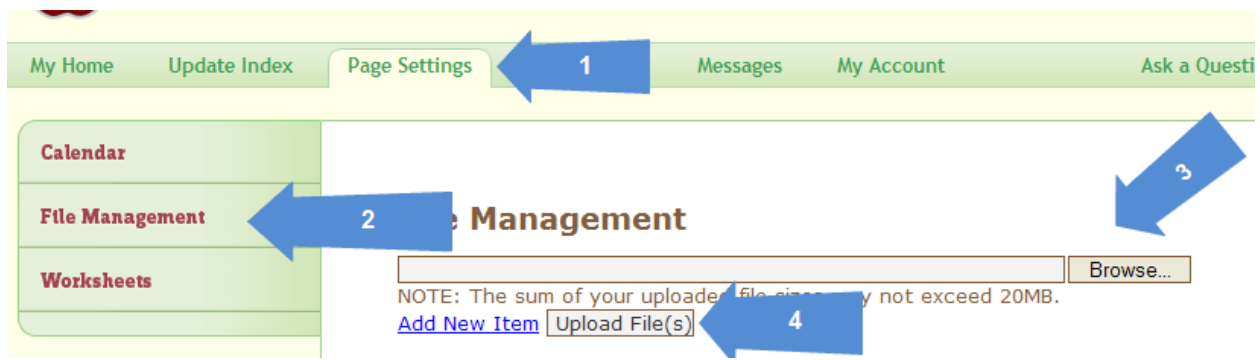 My Home Update Index Page Settings 1 Messages My Account Ask a Questi
Calendar
File Management 2
Worksheets
Management
3
Browse...
NOTE: The sum of your uploaded file sizes may not exceed 20MB.
Add New Item Upload File(s) 4